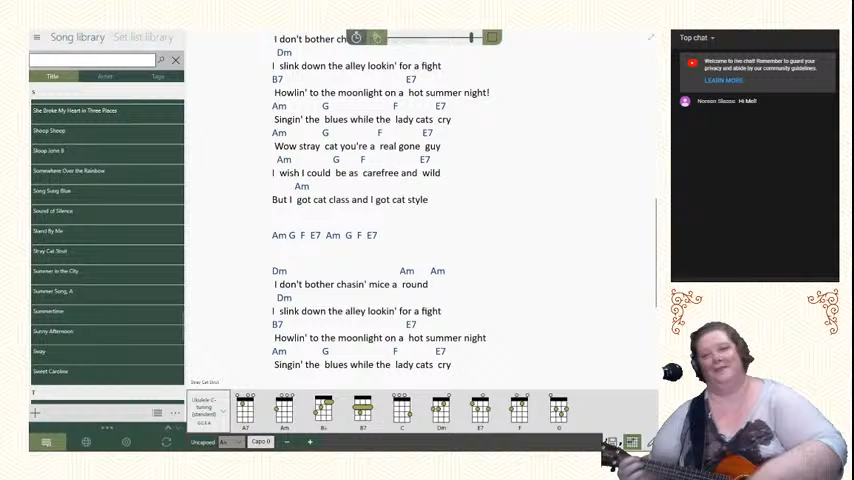 Song library
Set list library
Title
Artist
Tags
S
She Broke My Heart in Three Places
Shoop Shoop
Sloop John B
Somewhere Over the Rainbow
Song Sung Blue
Sound of Silence
Stand By Me
Stray Cat Strut
Summer in the City
Summer Song, A
Summertime
Sunny Afternoon
Sway
Sweet Caroline
T
I don't bother
Dm
I slink down the alley lookin' for a fight
B7 E7
Howlin' to the moonlight on a hot summer night!
Am G F E7
Singin' the blues while the lady cats cry
Am G F E7
Wow stray cat you're a real gone guy
Am G F E7
I wish I could be as carefree and wild
Am
But I got cat class and I got cat style
Am G F E7 Am G F E7
Dm Am Am
I don't bother chasin' mice a round
Dm
I slink down the alley lookin' for a fight
B7 E7
Howlin' to the moonlight on a hot summer night
Am G F E7
Singin' the blues while the lady cats cry
Stray Cat Strut
Ukulele C-
tuning
(standard)
G C E A
A7 Am B♭ B7 C Dm E7 F G
Uncapoed
Capo 0
Top chat
Welcome to live chat! Remember to guard your
privacy and abide by our community guidelines.
LEARN MORE
Hi Mel!